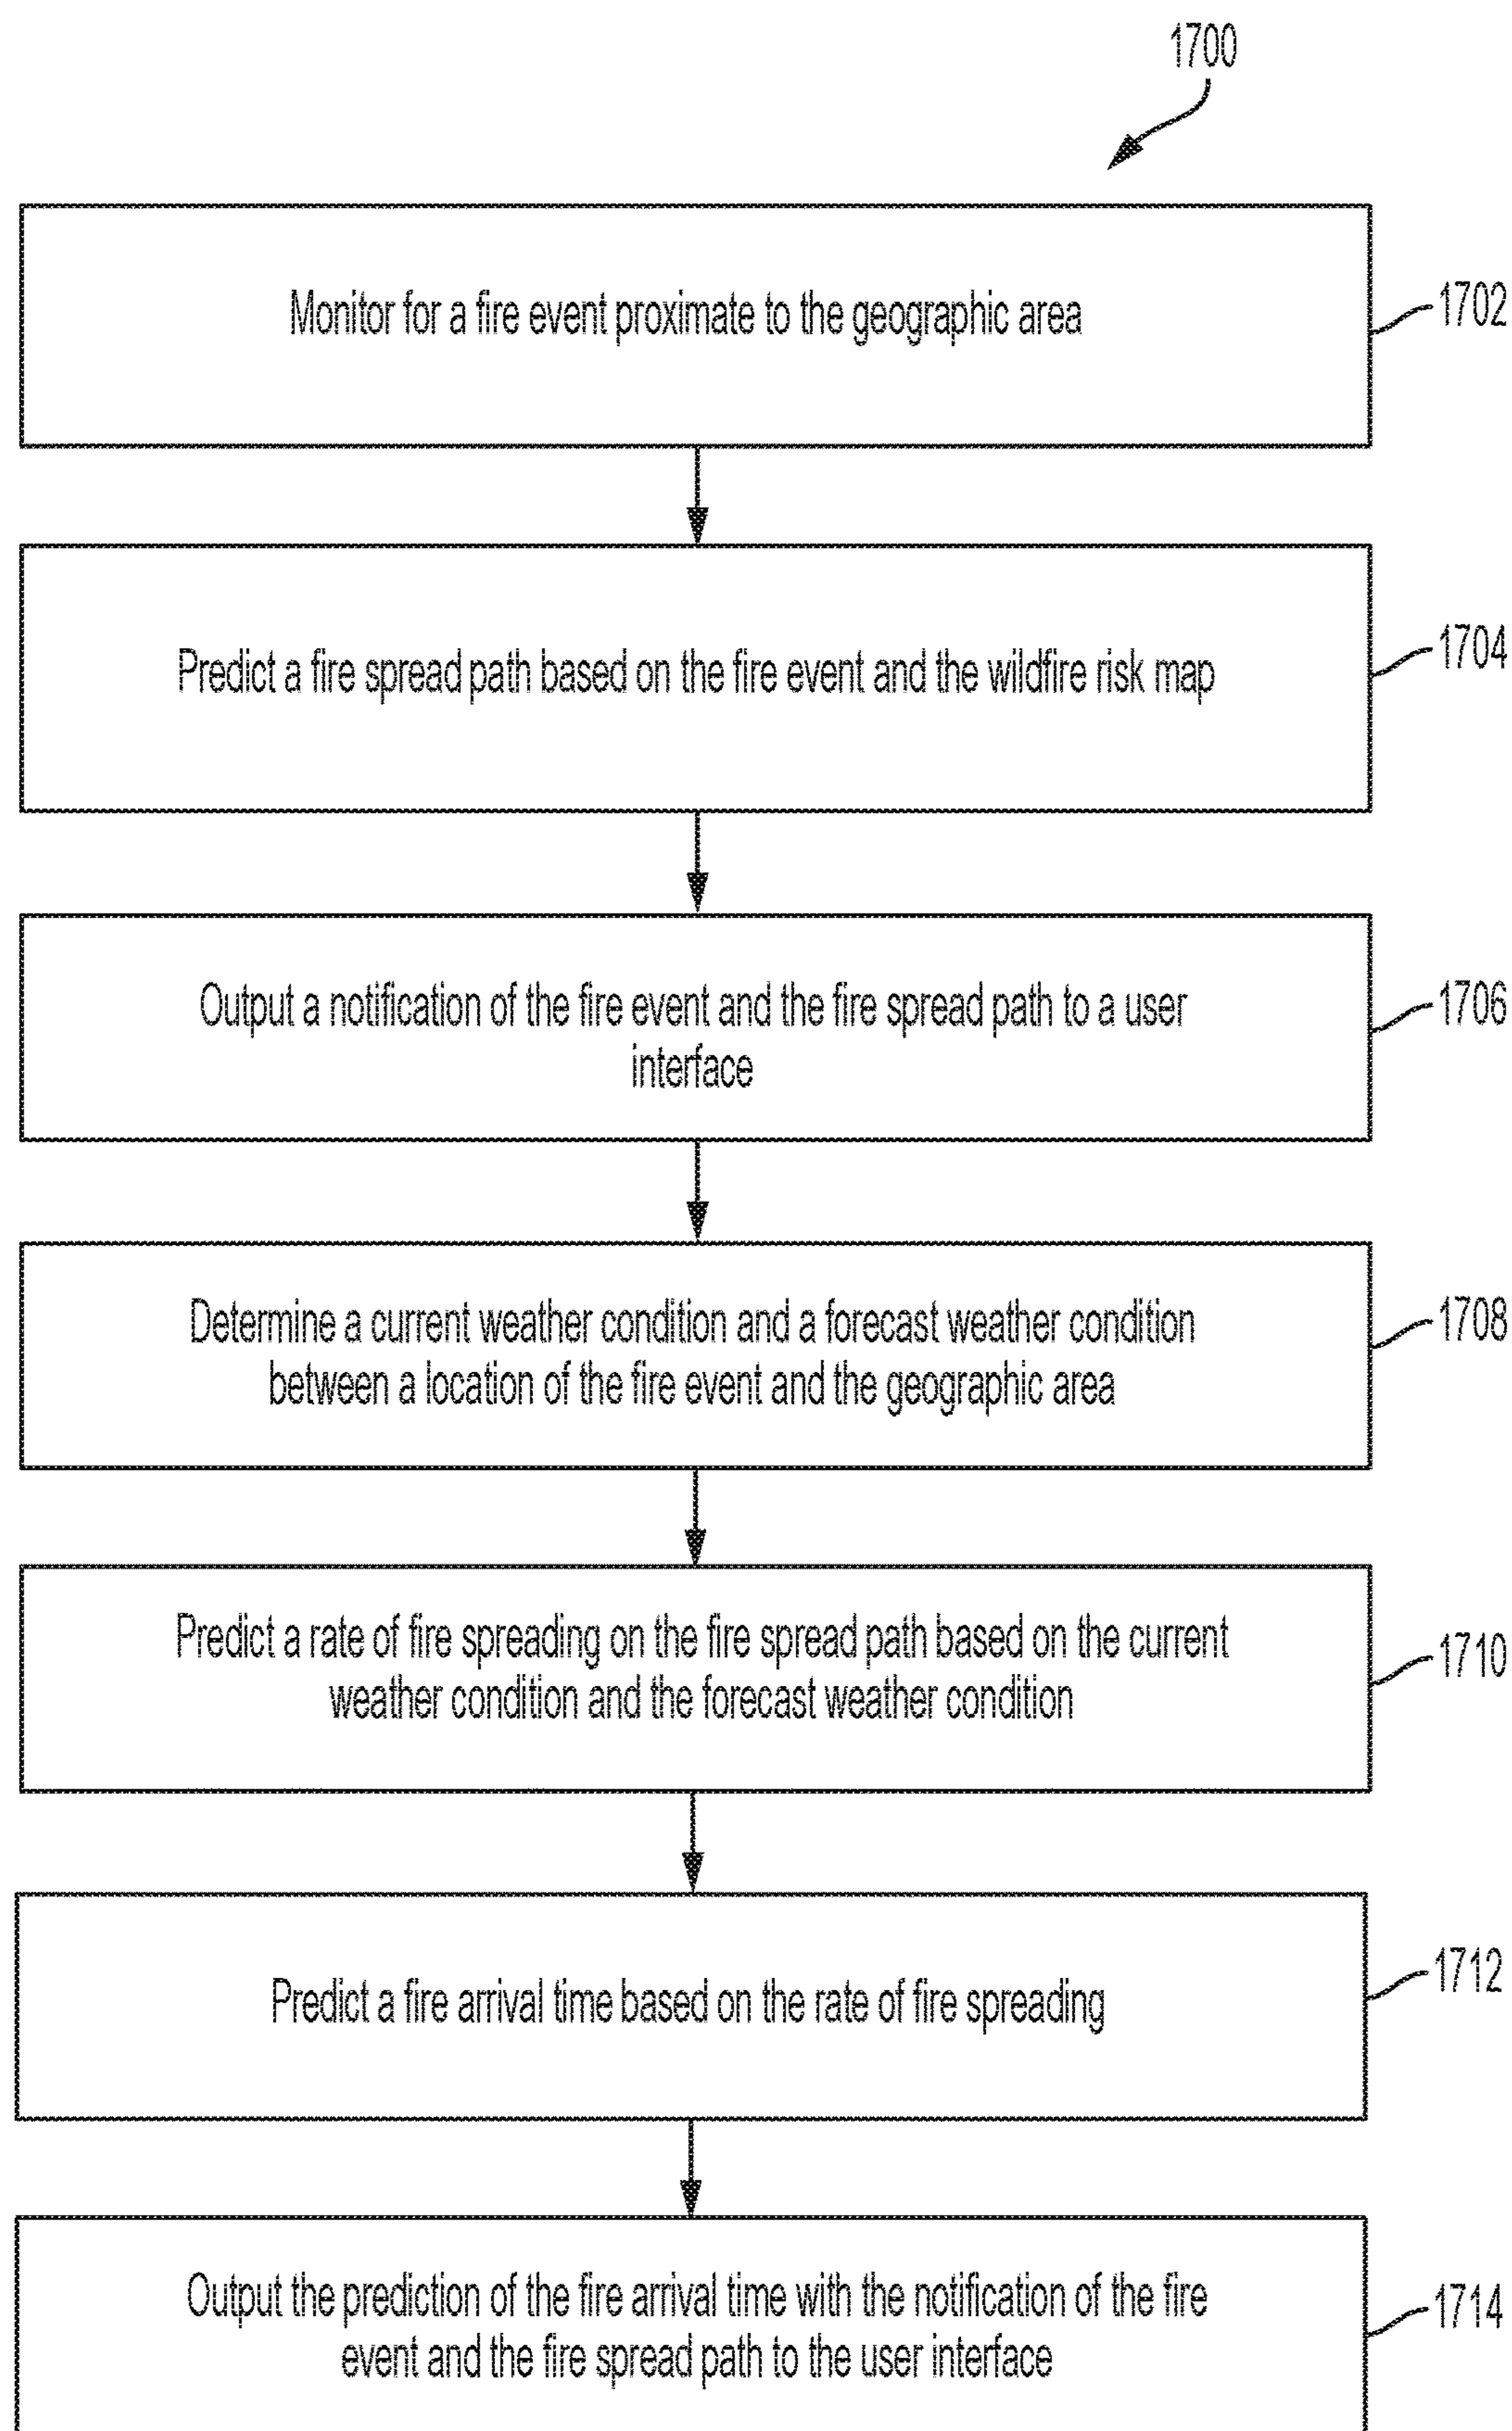 1700
Monitor for a fire event proximate to the geographic area
1702
Predict a fire spread path based on the fire event and the wildfire risk map
1704
Output a notification of the fire event and the fire spread path to a user
interface
1706
Determine a current weather condition and a forecast weather condition
between a location of the fire event and the geographic area
1708
Predict a rate of fire spreading on the fire spread path based on the current
weather condition and the forecast weather condition
1710
Predict a fire arrival time based on the rate of fire spreading
1712
Output the prediction of the fire arrival time with the notification of the fire
event and the fire spread path to the user interface
1714